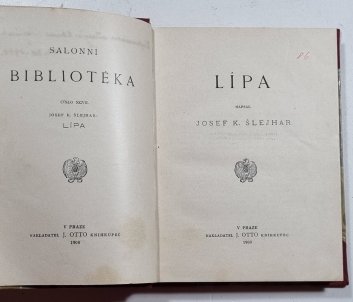 SALONNÍ
BIBLIOTÉKA
ČÍSLO XCVII.
JOSEF K. ŠLEJHAR:
LÍPA
V PRAZE
NAKLADATEL J. OTTO KNIHKUPEC
1908
86
LÍPA
NAPSAL
JOSEF K. ŠLEJHAR
V PRAZE
NAKLADATEL J. OTTO KNIHKUPEC
1908